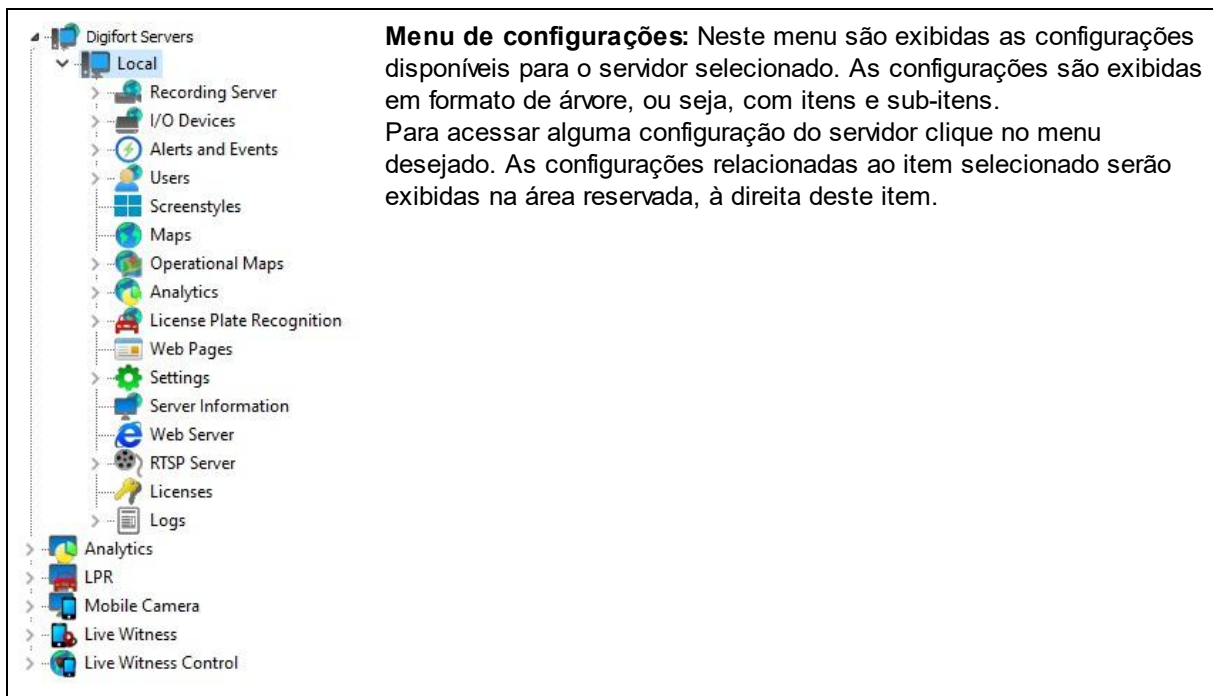 Digifort Servers
Local
Recording Server
I/O Devices
Alerts and Events
Users
Screenstyles
Maps
Operational Maps
Analytics
License Plate Recognition
Web Pages
Settings
Server Information
Web Server
RTSP Server
Licenses
Logs
Analytics
LPR
Mobile Camera
Live Witness
Live Witness Control
Menu de configurações: Neste menu são exibidas as configurações
disponíveis para o servidor selecionado. As configurações são exibidas
em formato de árvore, ou seja, com itens e sub-itens.
Para acessar alguma configuração do servidor clique no menu
desejado. As configurações relacionadas ao item selecionado serão
exibidas na área reservada, à direita deste item.